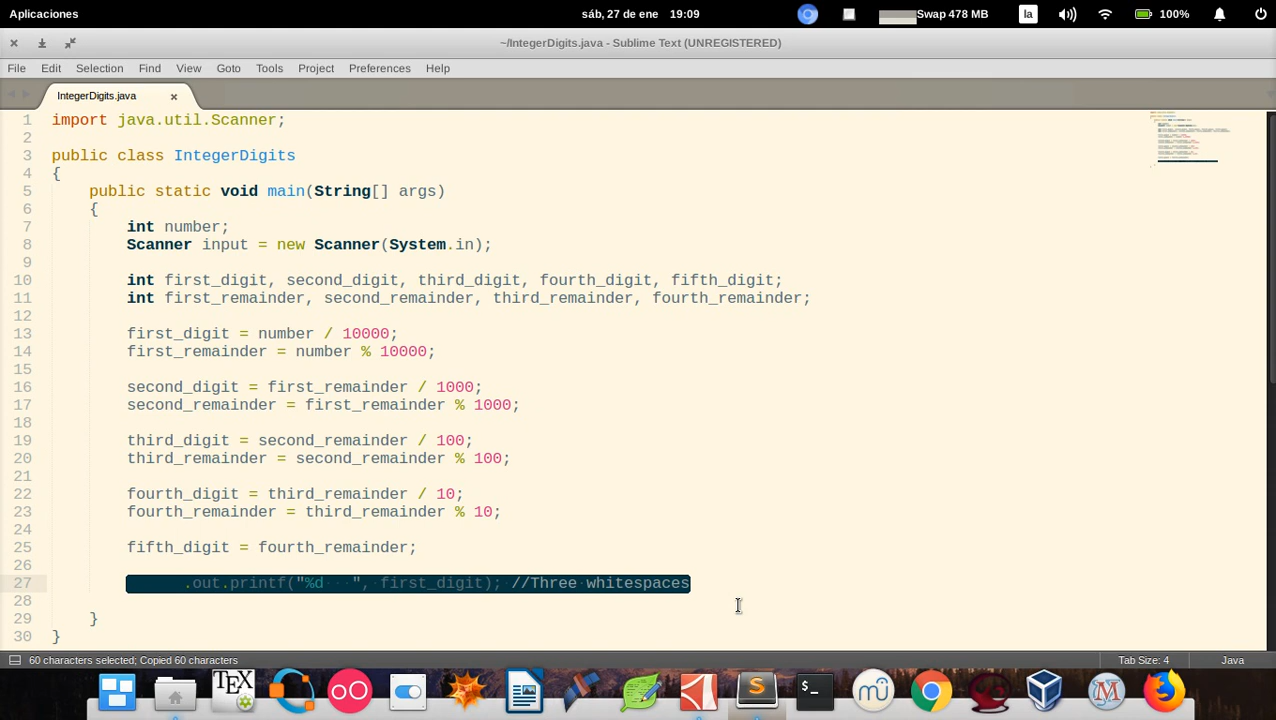 Aplicaciones
sáb, 27 de ene 19:09
Swap 478 MB
la
100%
~/IntegerDigits.java - Sublime Text (UNREGISTERED)
File Edit Selection Find View Goto Tools Project Preferences Help
IntegerDigits.java
1 import java.util.Scanner;
2
3 public class IntegerDigits
4 {
5 public static void main(String[] args)
6 {
7 int number;
8 Scanner input = new Scanner(System.in);
9
10 int first_digit, second_digit, third_digit, fourth_digit, fifth_digit;
11 int first_remainder, second_remainder, third_remainder, fourth_remainder;
12
13 first_digit = number / 10000;
14 first_remainder = number % 10000;
15
16 second_digit = first_remainder / 1000;
17 second_remainder = first_remainder % 1000;
18
19 third_digit = second_remainder / 100;
20 third_remainder = second_remainder % 100;
21
22 fourth_digit = third_remainder / 10;
23 fourth_remainder = third_remainder % 10;
24
25 fifth_digit = fourth_remainder;
26
27 .out.printf("%d   ", first_digit); //Three whitespaces
28
29 }
30 }
60 characters selected; Copied 60 characters
Tab Size: 4
Java
TEX
S
>_
M